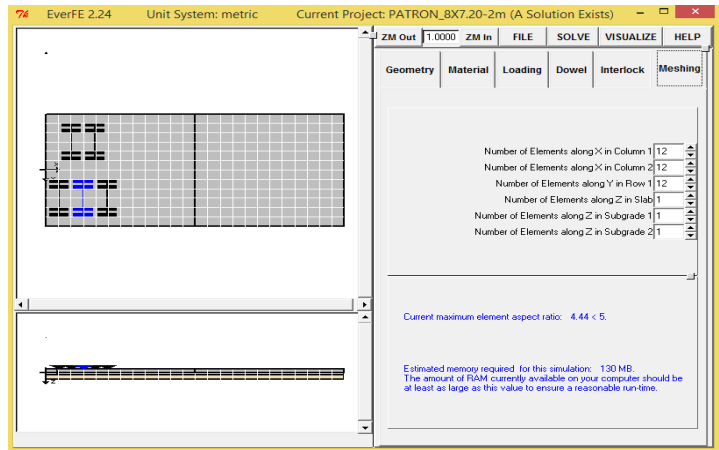 EverFE 2.24 Unit System: metric Current Project: PATRON_8X7.20-2m (A Solution Exists)
ZM Out 1.0000 ZM In FILE SOLVE VISUALIZE HELP
Geometry Material Loading Dowel Interlock Meshing
Number of Elements along X in Column 1 12
Number of Elements along X in Column 2 12
Number of Elements along Y in Row 1 12
Number of Elements along Z in Slab 1
Number of Elements along Z in Subgrade 1 1
Number of Elements along Z in Subgrade 2 1
Current maximum element aspect ratio: 4.44 < 5.
Estimated memory required for this simulation: 130 MB.
The amount of RAM currently available on your computer should be
at least as large as this value to ensure a reasonable run-time.